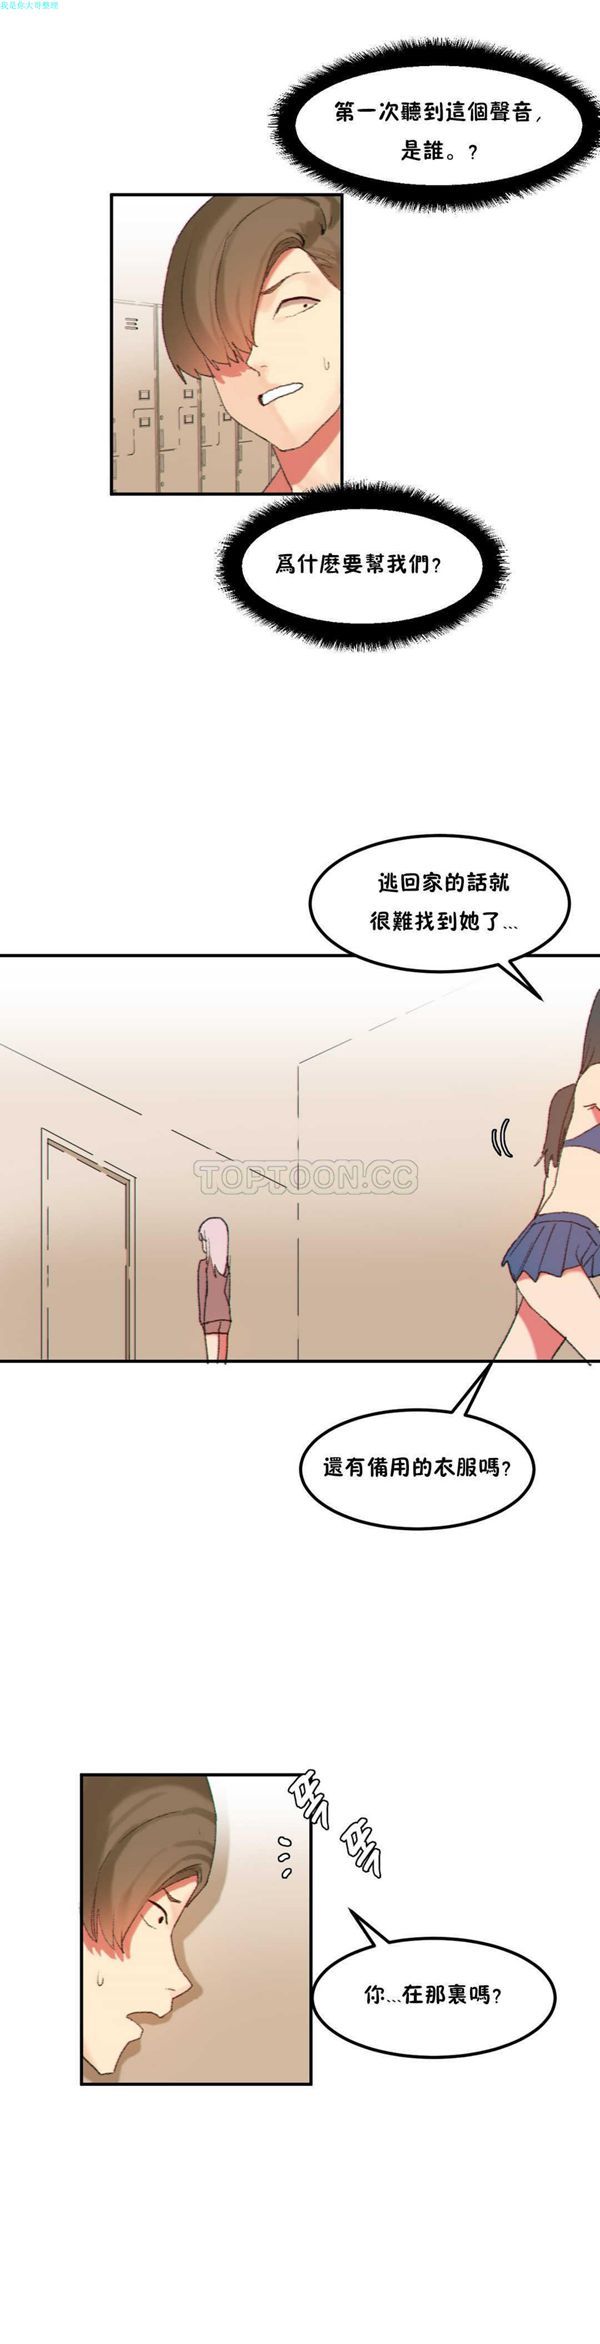 我是你大哥整理
第一次聽到這個聲音,
是誰。?
爲什麽要幫我們?
逃回家的話就
很難找到她了...
TOPTOON.CC
還有備用的衣服嗎?
你...在那裏嗎?